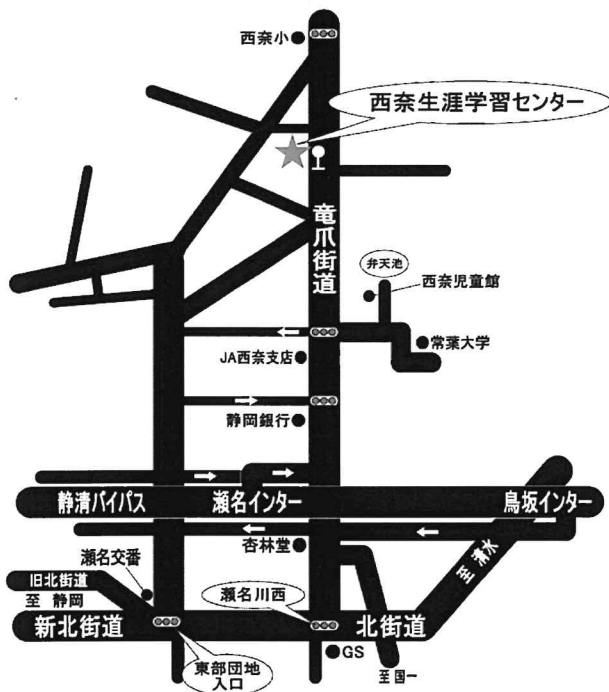 西奈小
西奈生涯学習センター
竜爪街道
弁天池
西奈児童館
常葉大学
JA西奈支店
静岡銀行
静清バイパス
瀬名インター
鳥坂インター
杏林堂
至 清水
瀬名交番
旧北街道
至 静岡
瀬名川西
新北街道
北街道
GS
東部団地
入口
至国一